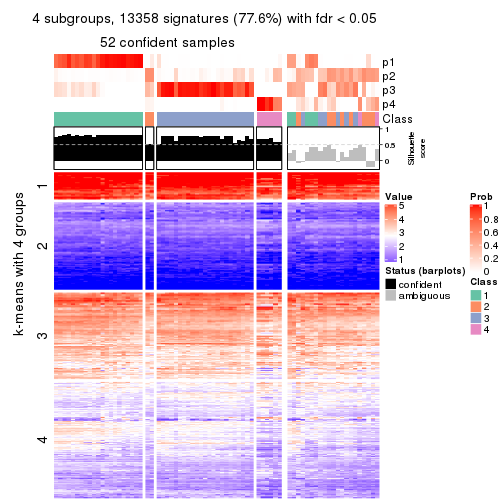 4 subgroups, 13358 signatures (77.6%) with fdr < 0.05
52 confident samples
p1
p2
p3
p4
Class
1
0.5
0
Silhouette
score
k-means with 4 groups
1
2
3
4
Value
5
4
3
2
1
Status (barplots)
confident
ambiguous
Prob
1
0.8
0.6
0.4
0.2
0
Class
1
2
3
4